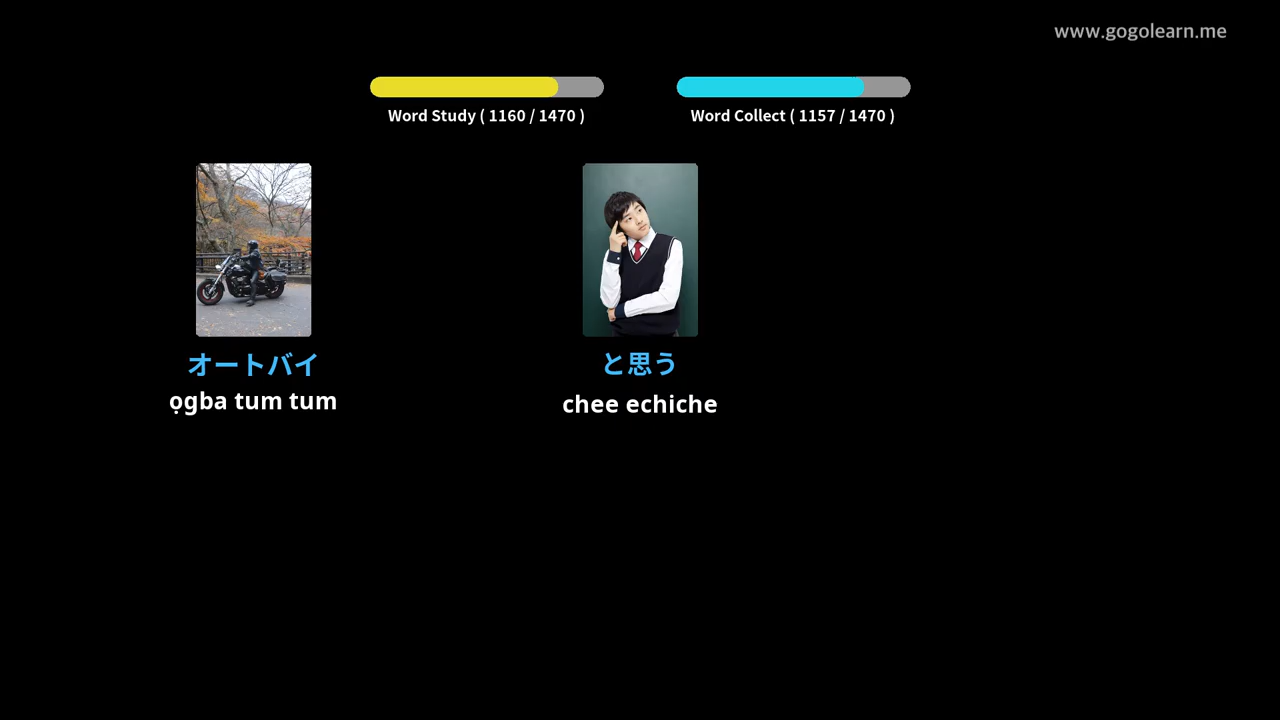 www.gogolearn.me
Word Study ( 1160 / 1470 )
Word Collect ( 1157 / 1470 )
オートバイ
ọgba tum tum
と思う
chee echiche